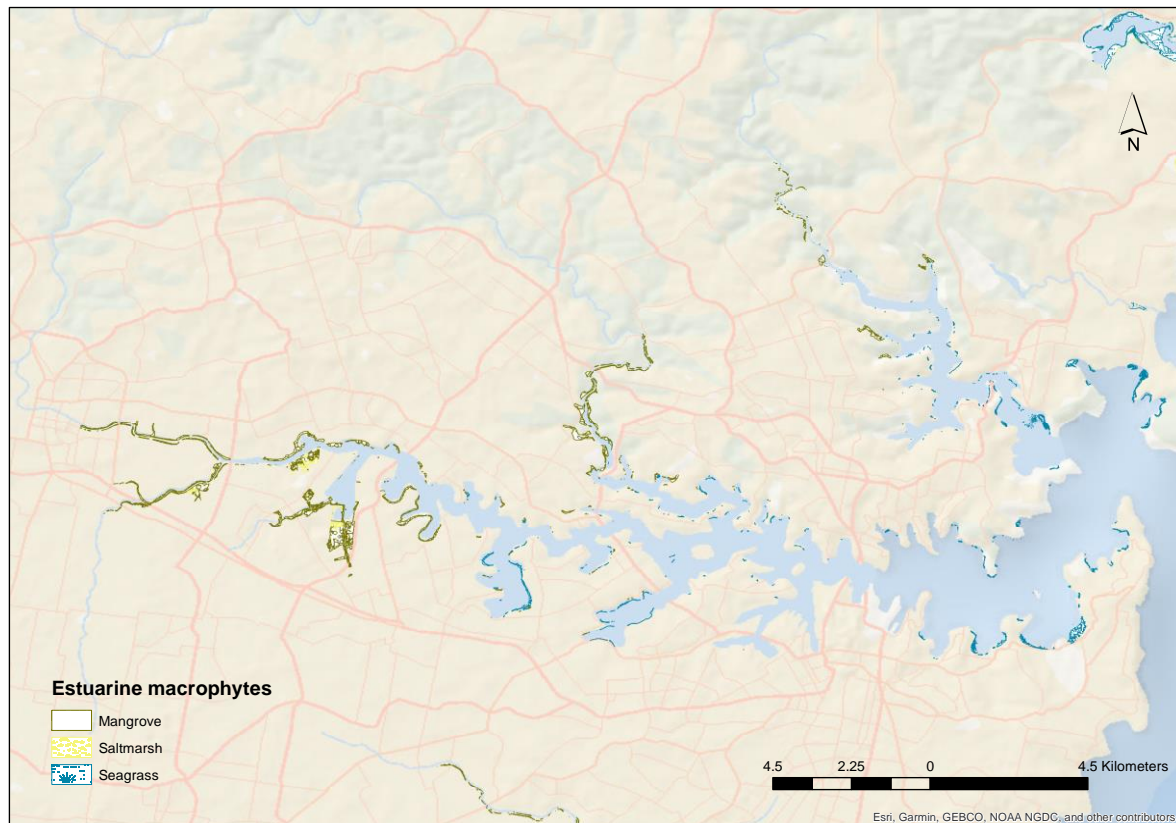 N
Estuarine macrophytes
Mangrove
Saltmarsh
Seagrass
4.5 2.25 0 4.5 Kilometers
Esri, Garmin, GEBCO, NOAA NGDC, and other contributors